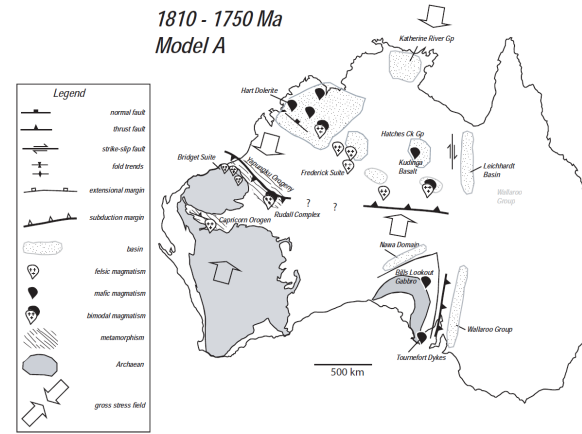 1810 - 1750 Ma
Model A
Katherine River Gp
Hart Dolerite
Legend
normal fault
thrust fault
strike-slip fault
fold trends
extensional margin
subduction margin
basin
felsic magmatism
mafic magmatism
bimodal magmatism
metamorphism
Archaean
gross stress field
Hatches Ck Gp
Kudinga
Basalt
Leichhardt
Basin
Wallaroo
Group
Bridget Suite
Yapungku Orogeny
Frederick Suite
Rudall Complex
? ?
Capricorn Orogen
Nawa Domain
Bills Lookout
Gabbro
Wallaroo Group
Tournefort Dykes
500 km